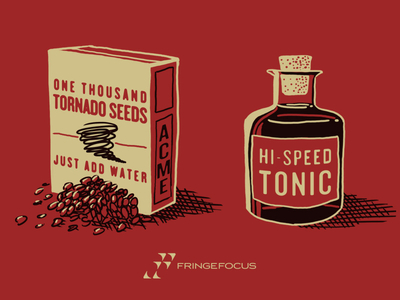 ONE THOUSAND
TORNADO SEEDS
JUST ADD WATER
ACME
HI-SPEED
TONIC
FRINGEFOCUS